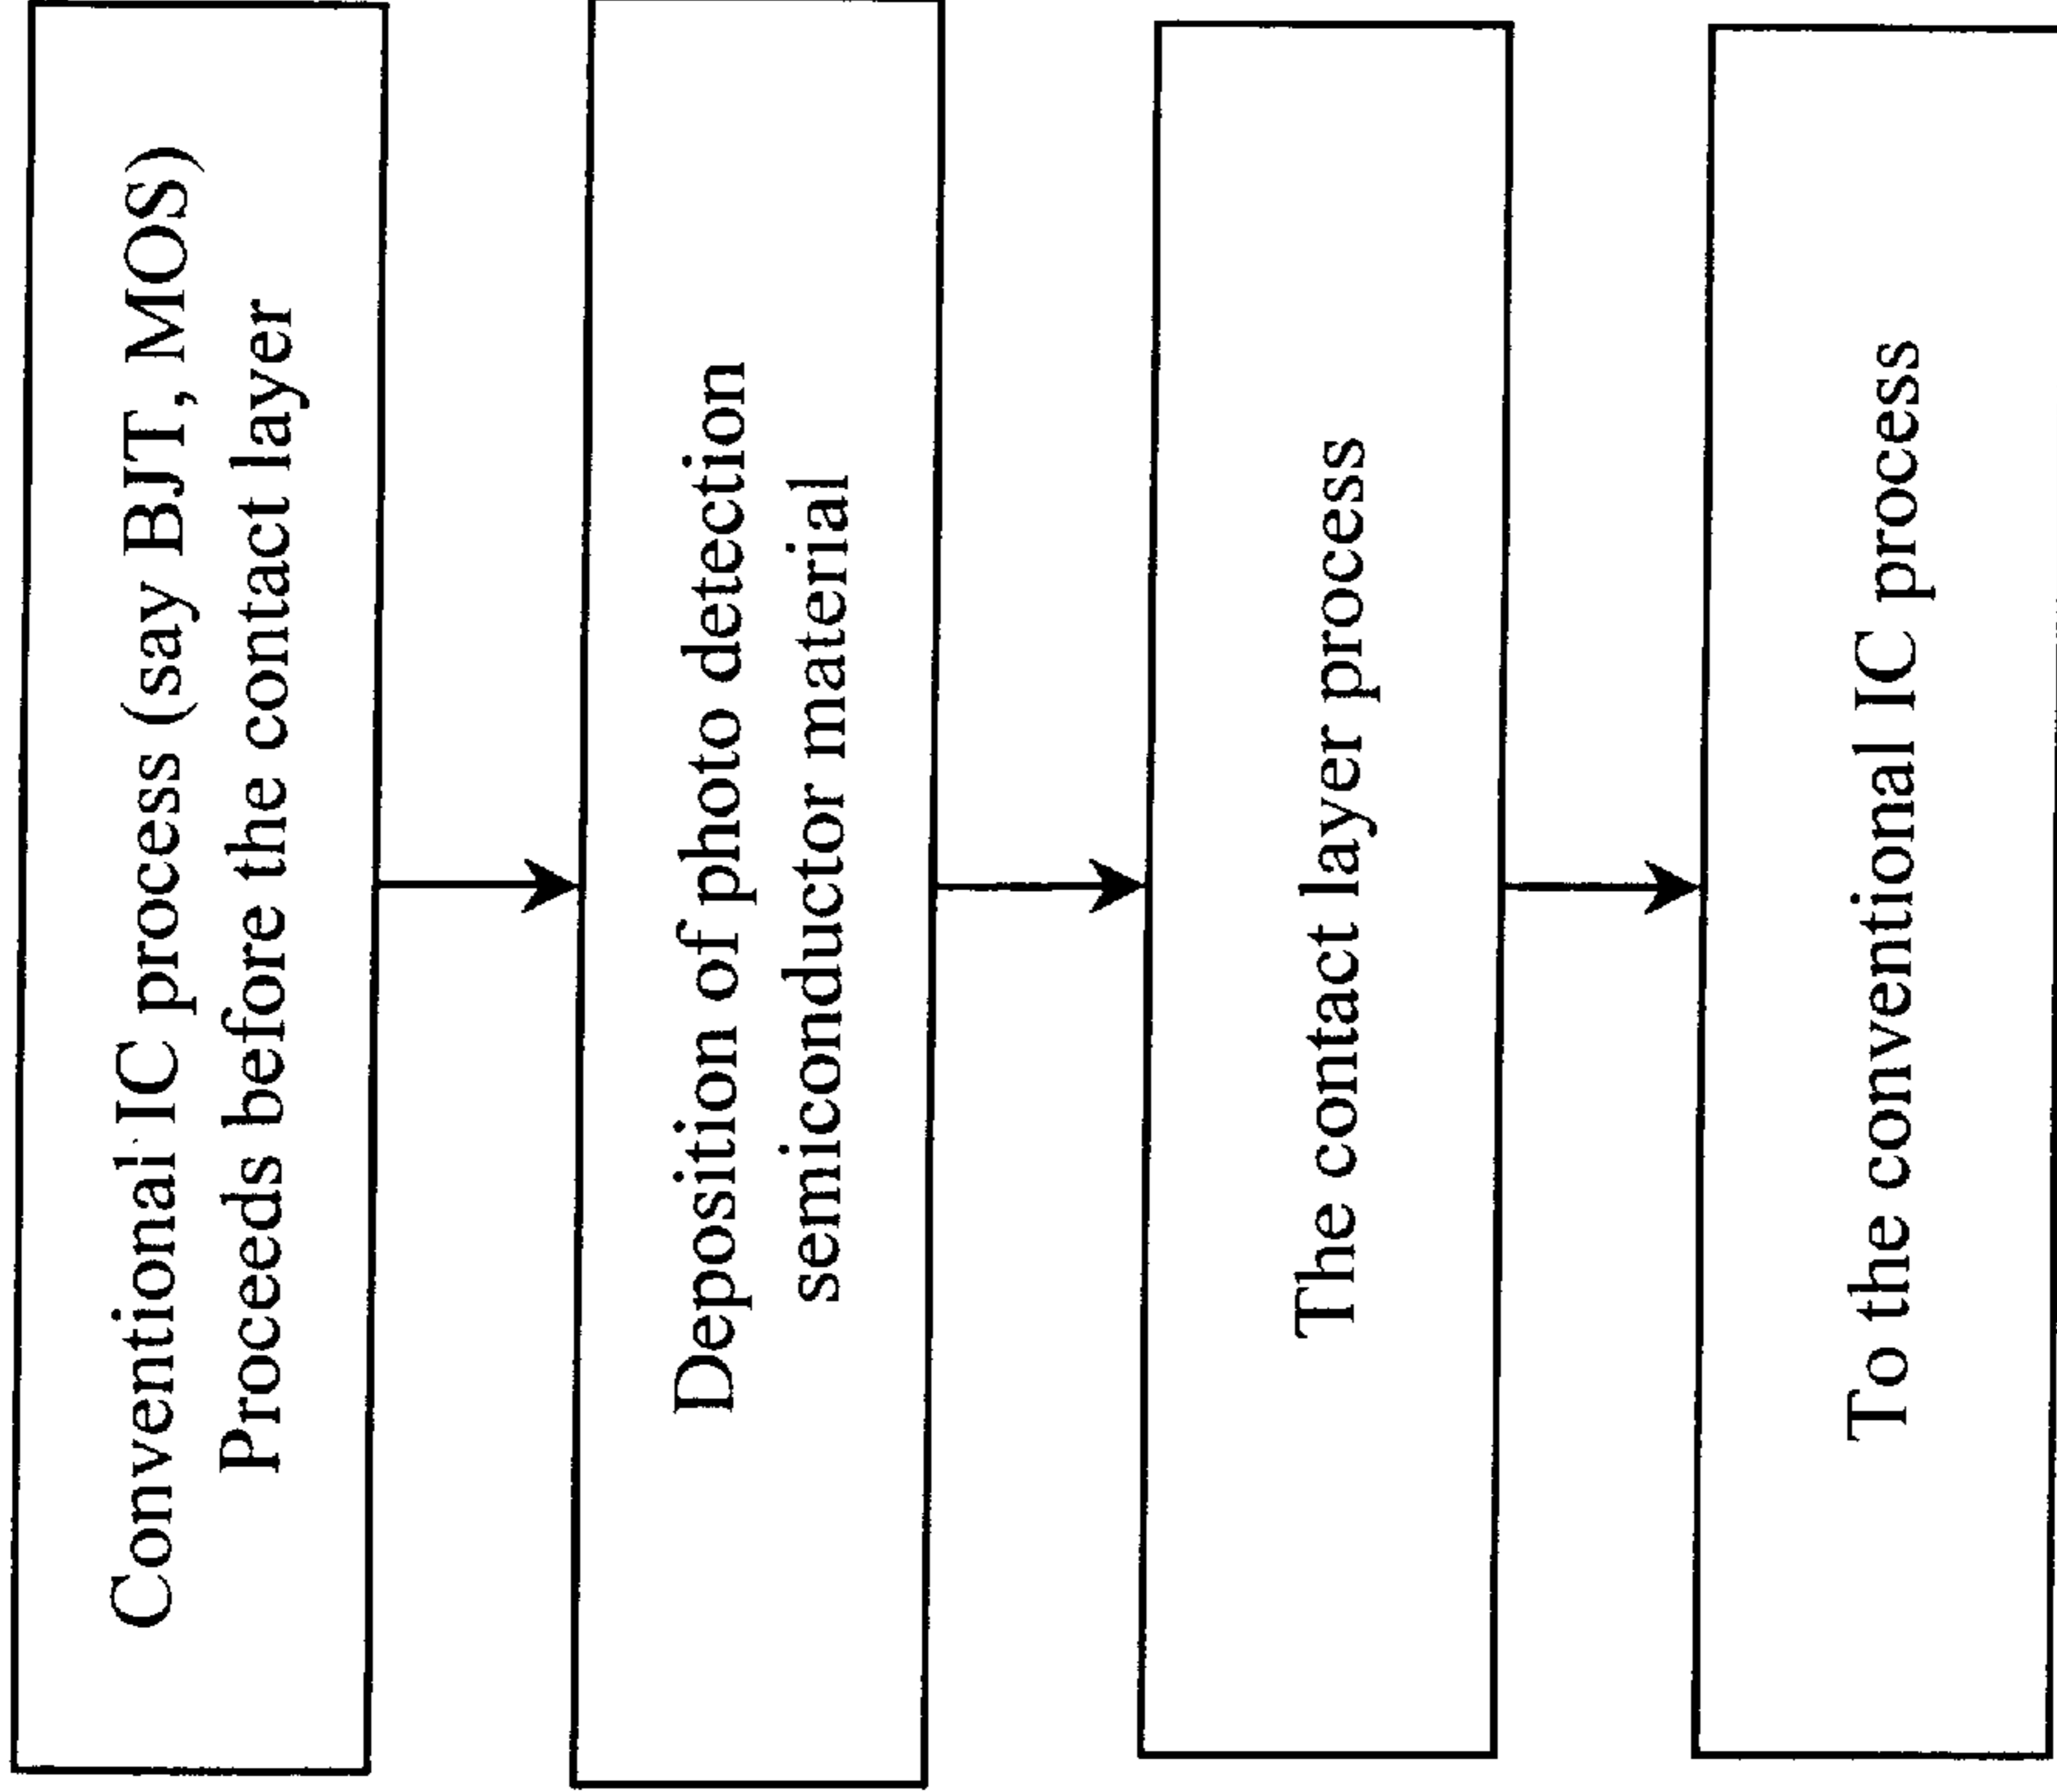 Conventional IC process (say BJT, MOS)
Proceeds before the contact layer
Deposition of photo detection
semiconductor material
The contact layer process
To the conventional IC process